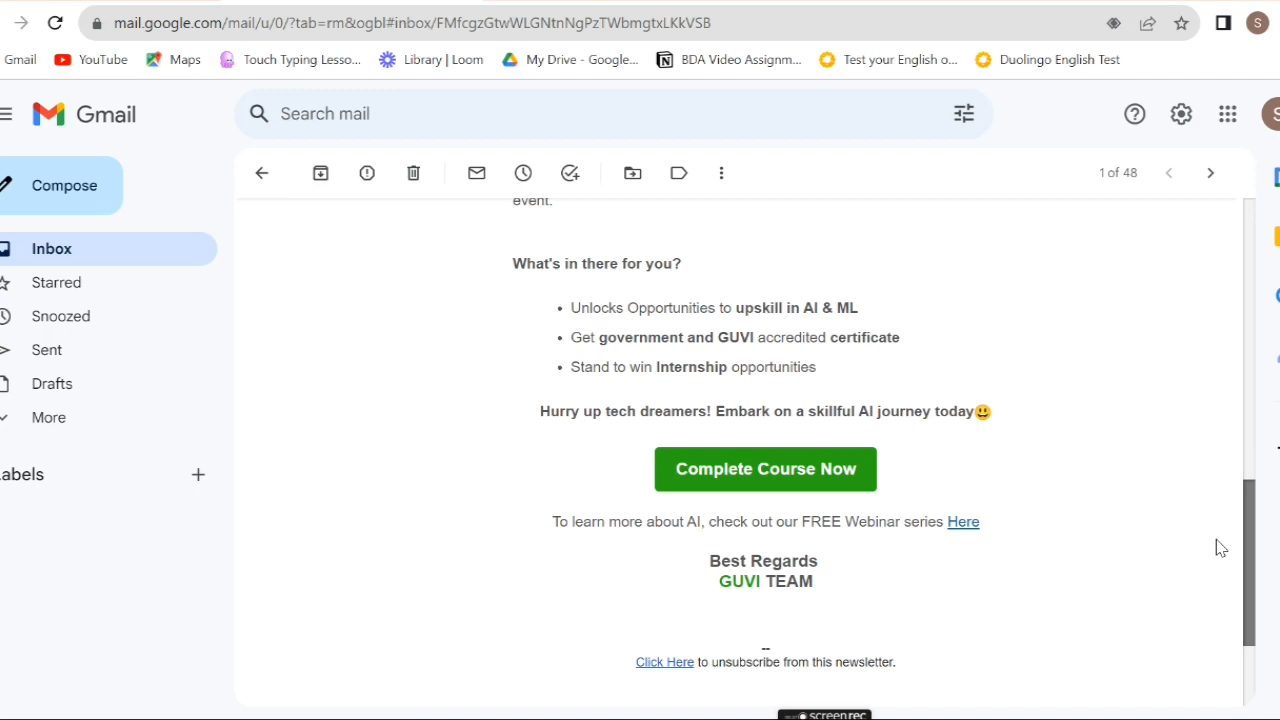 mail.google.com/mail/u/0/?tab=rm&ogbl#inbox/FMfcgzGtwWLGNtnNgPzTWbmgtxLKkVSB
S
Gmail YouTube Maps Touch Typing Lesso... Library | Loom My Drive - Google... BDA Video Assignm... Test your English o... Duolingo English Test
Gmail
Search mail
Compose
1 of 48
Inbox
Starred
Snoozed
Sent
Drafts
More
Labels
event.
What's in there for you?
• Unlocks Opportunities to upskill in AI & ML
• Get government and GUVI accredited certificate
• Stand to win Internship opportunities
Hurry up tech dreamers! Embark on a skillful AI journey today😃
Complete Course Now
To learn more about AI, check out our FREE Webinar series Here
Best Regards
GUVI TEAM
--
Click Here to unsubscribe from this newsletter.
screenrec